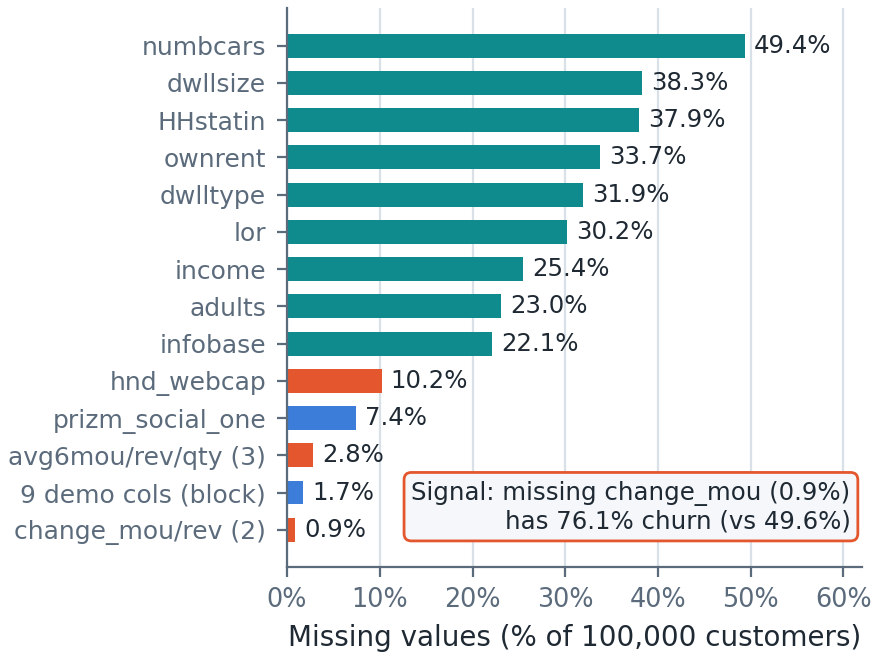 numbcars 49.4%
dwllsize 38.3%
HHstatin 37.9%
ownrent 33.7%
dwlltype 31.9%
lor 30.2%
income 25.4%
adults 23.0%
infobase 22.1%
hnd_webcap 10.2%
prizm_social_one 7.4%
avg6mou/rev/qty (3) 2.8%
9 demo cols (block) 1.7%
change_mou/rev (2) 0.9%
Signal: missing change_mou (0.9%)
has 76.1% churn (vs 49.6%)
0% 10% 20% 30% 40% 50% 60%
Missing values (% of 100,000 customers)